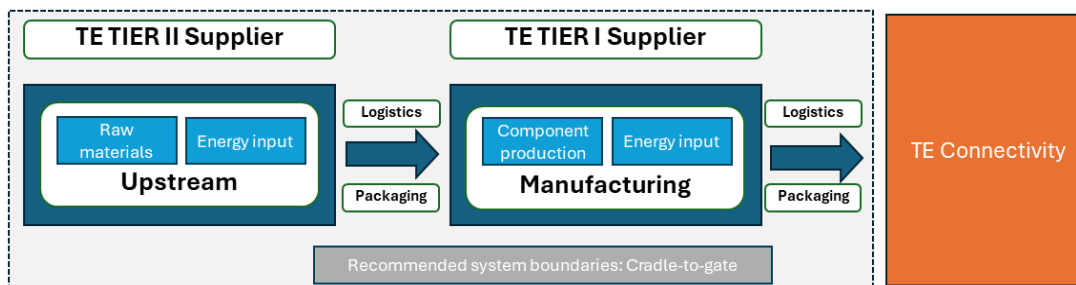 TE TIER II Supplier
TE TIER I Supplier
Raw
materials
Energy input
Upstream
Logistics
Packaging
Component
production
Energy input
Manufacturing
Logistics
Packaging
TE Connectivity
Recommended system boundaries: Cradle-to-gate